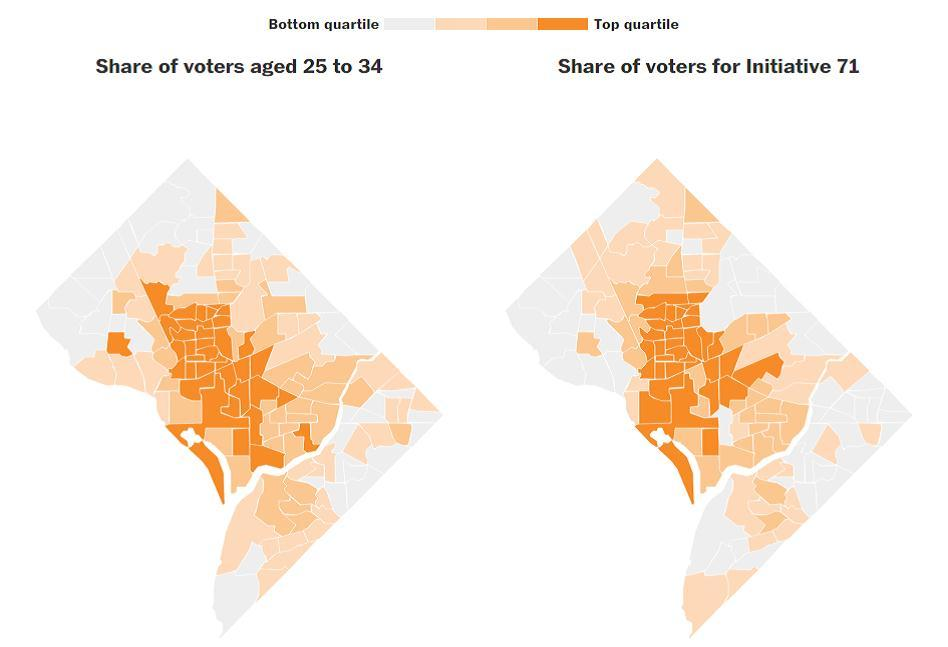 Bottom quartile Top quartile
Share of voters aged 25 to 34 Share of voters for Initiative 71